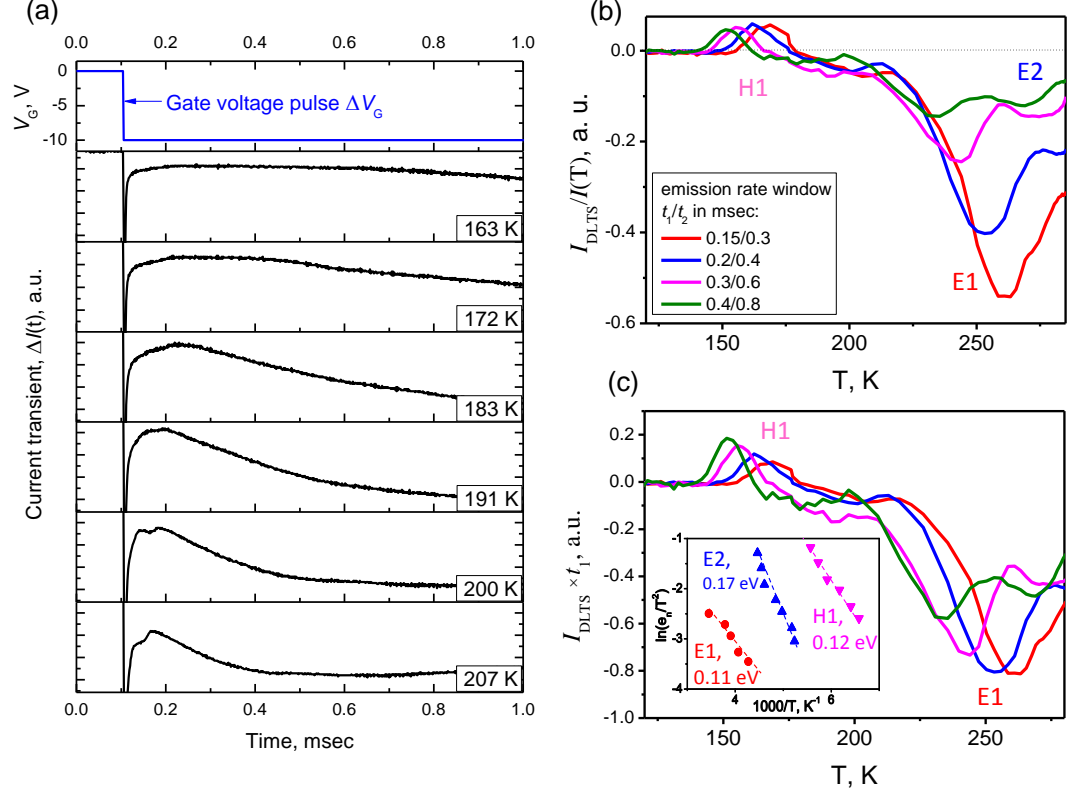 (a)
0.0 0.2 0.4 0.6 0.8 1.0
V_G, V
0
-5
-10
Gate voltage pulse ΔV_G
Current transient, ΔI(t), a.u.
163 K
172 K
183 K
191 K
200 K
207 K
0.0 0.2 0.4 0.6 0.8 1.0
Time, msec
(b)
I_DLTS/I(T), a. u.
0.0
-0.2
-0.4
-0.6
H1
E2
E1
emission rate window
t_1/t_2 in msec:
0.15/0.3
0.2/0.4
0.3/0.6
0.4/0.8
150 200 250
T, K
(c)
I_DLTS × t_1, a.u.
0.2
0.0
-0.2
-0.4
-0.6
-0.8
-1.0
H1
E1
ln(e_n/T^2)
-1
-2
-3
-4
E2,
0.17 eV
H1,
0.12 eV
E1,
0.11 eV
4 6
1000/T, K^-1
150 200 250
T, K